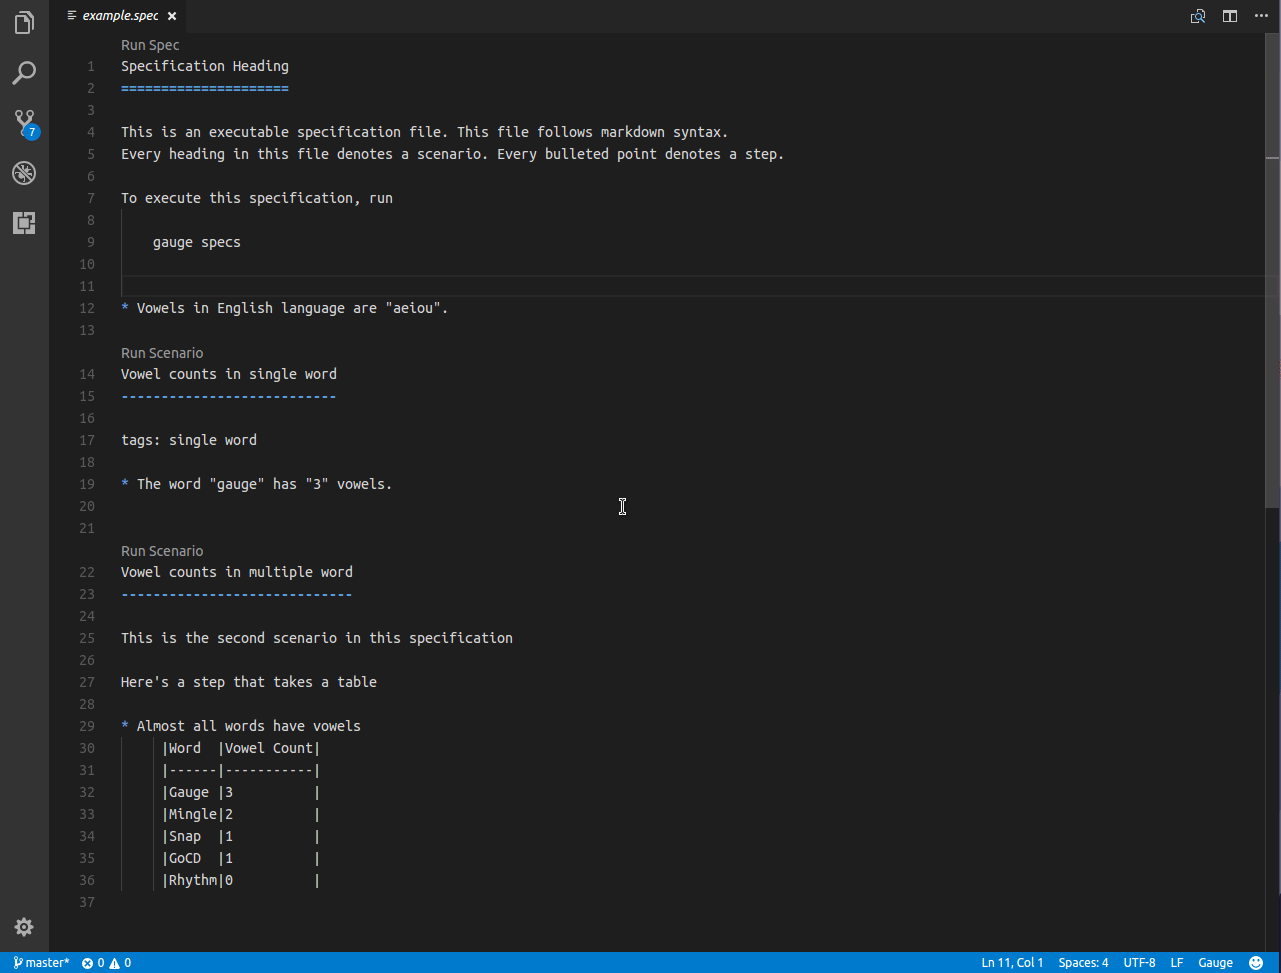 example.spec
Run Spec
1 Specification Heading
2 =====================
3
4 This is an executable specification file. This file follows markdown syntax.
5 Every heading in this file denotes a scenario. Every bulleted point denotes a step.
6
7 To execute this specification, run
8
9     gauge specs
10
11
12 * Vowels in English language are "aeiou".
13
Run Scenario
14 Vowel counts in single word
15 ---------------------------
16
17 tags: single word
18
19 * The word "gauge" has "3" vowels.
20
21
Run Scenario
22 Vowel counts in multiple word
23 -----------------------------
24
25 This is the second scenario in this specification
26
27 Here's a step that takes a table
28
29 * Almost all words have vowels
30      |Word  |Vowel Count|
31      |------|-----------|
32      |Gauge |3          |
33      |Mingle|2          |
34      |Snap  |1          |
35      |GoCD  |1          |
36      |Rhythm|0          |
37
7
master* 0 0 Ln 11, Col 1 Spaces: 4 UTF-8 LF Gauge